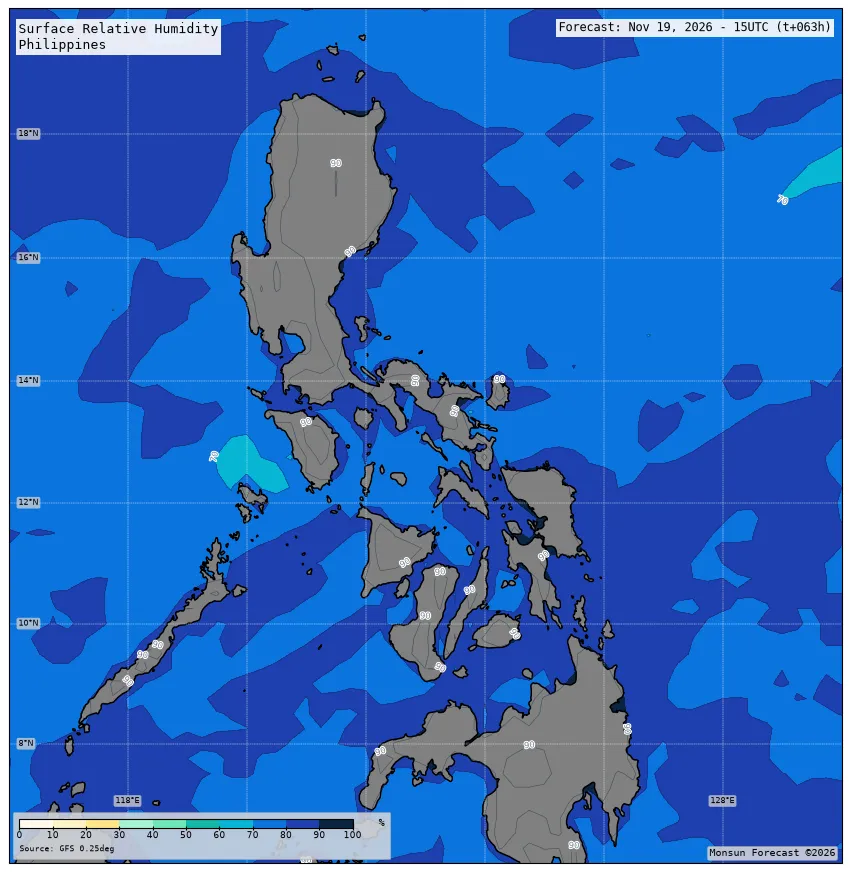 Surface Relative Humidity
Philippines
Forecast: Nov 19, 2026 - 15UTC (t+063h)
18°N
90
70
16°N
90
14°N
90
90
90
90
70
12°N
90
90
90
90
10°N
90
90
90
90
90
90
90
8°N
90
90
118°E
128°E
%
0 10 20 30 40 50 60 70 80 90 100
Source: GFS 0.25deg
90
Monsun Forecast ©2026